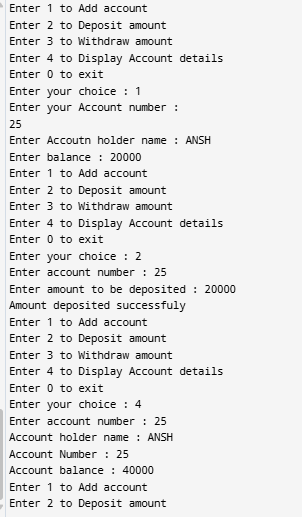 Enter 1 to Add account
Enter 2 to Deposit amount
Enter 3 to Withdraw amount
Enter 4 to Display Account details
Enter 0 to exit
Enter your choice : 1
Enter your Account number :
25
Enter Accoutn holder name : ANSH
Enter balance : 20000
Enter 1 to Add account
Enter 2 to Deposit amount
Enter 3 to Withdraw amount
Enter 4 to Display Account details
Enter 0 to exit
Enter your choice : 2
Enter account number : 25
Enter amount to be deposited : 20000
Amount deposited successfuly
Enter 1 to Add account
Enter 2 to Deposit amount
Enter 3 to Withdraw amount
Enter 4 to Display Account details
Enter 0 to exit
Enter your choice : 4
Enter account number : 25
Account holder name : ANSH
Account Number : 25
Account balance : 40000
Enter 1 to Add account
Enter 2 to Deposit amount